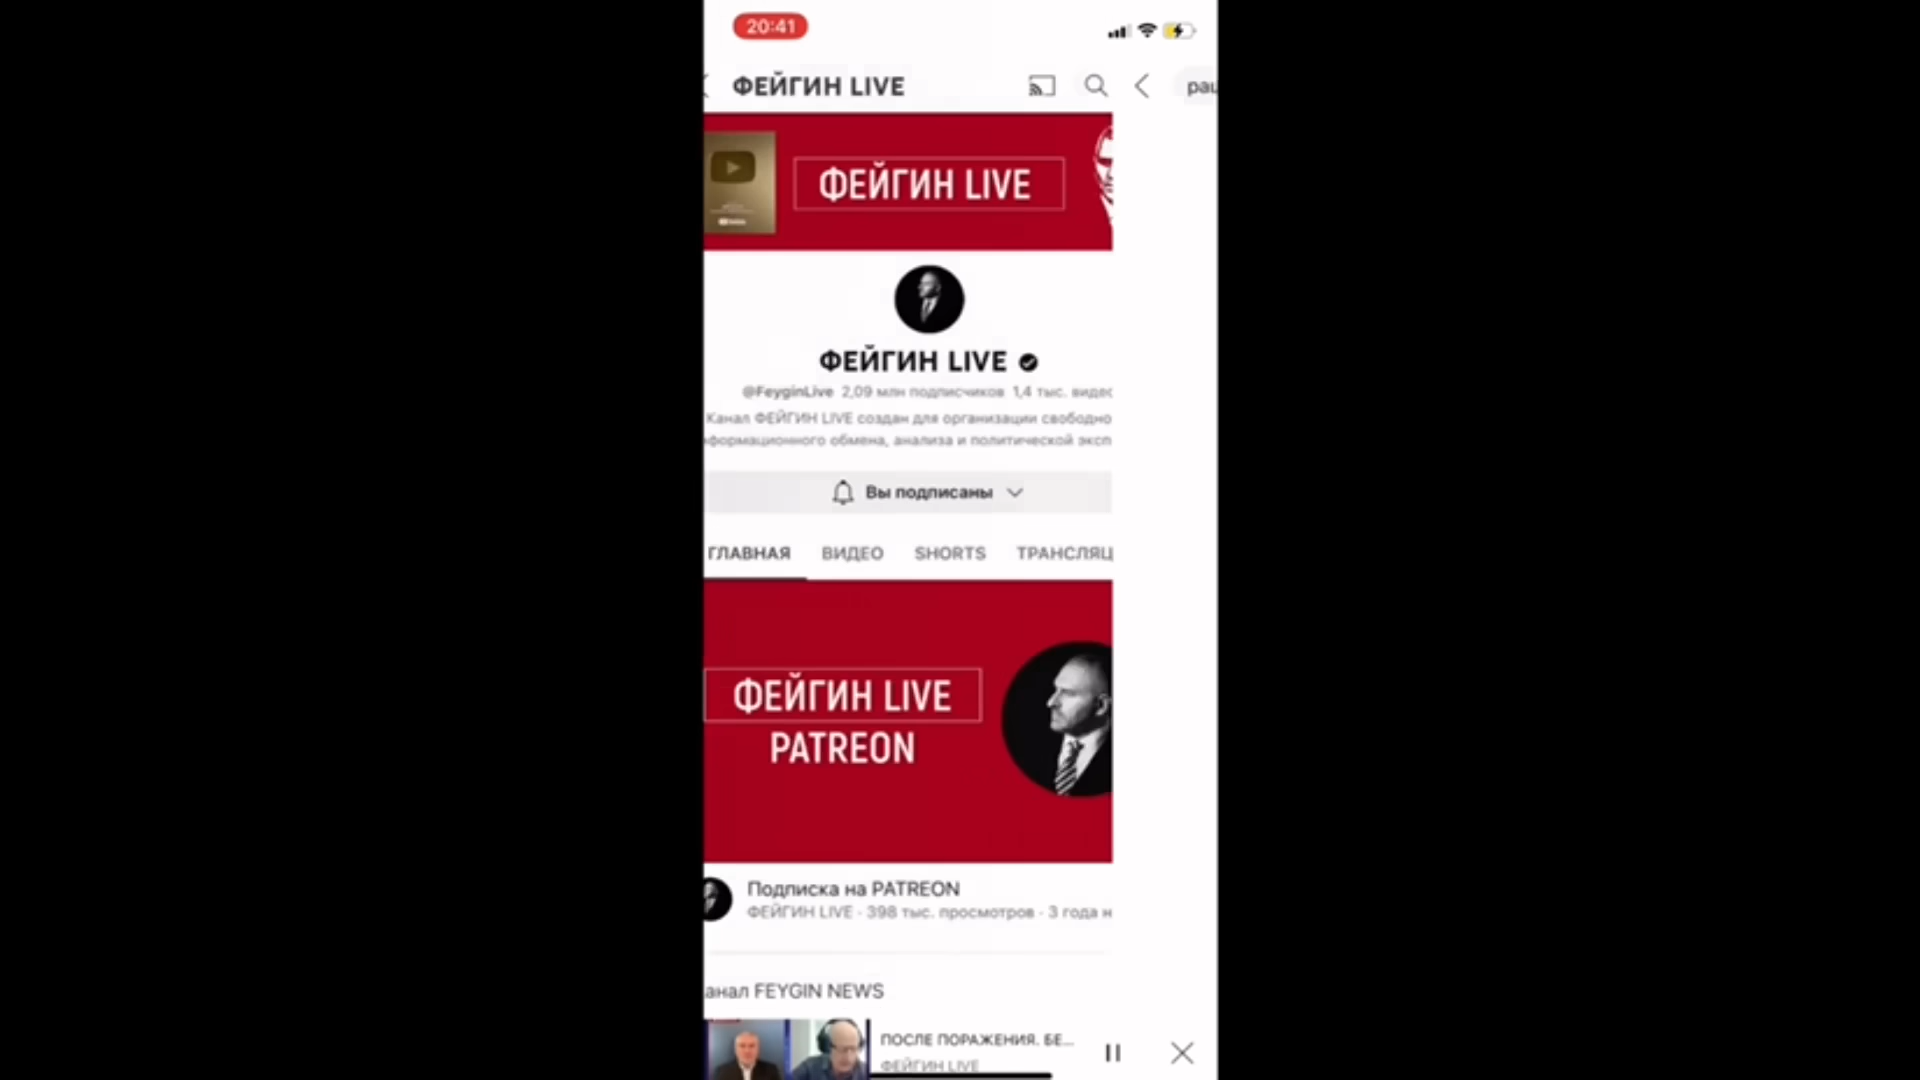 20:41
ФЕЙГИН LIVE
рац
ФЕЙГИН LIVE
ФЕЙГИН LIVE
@FeyginLive 2,09 млн подписчиков 1,4 тыс. видео
Канал ФЕЙГИН LIVE создан для организации свободно
формационного обмена, анализа и политической эксп
Вы подписаны
ГЛАВНАЯ ВИДЕО SHORTS ТРАНСЛЯЦ
ФЕЙГИН LIVE
PATREON
Подписка на PATREON
ФЕЙГИН LIVE · 398 тыс. просмотров · 3 года н
анал FEYGIN NEWS
ПОСЛЕ ПОРАЖЕНИЯ. БЕ...
ФЕЙГИН LIVE